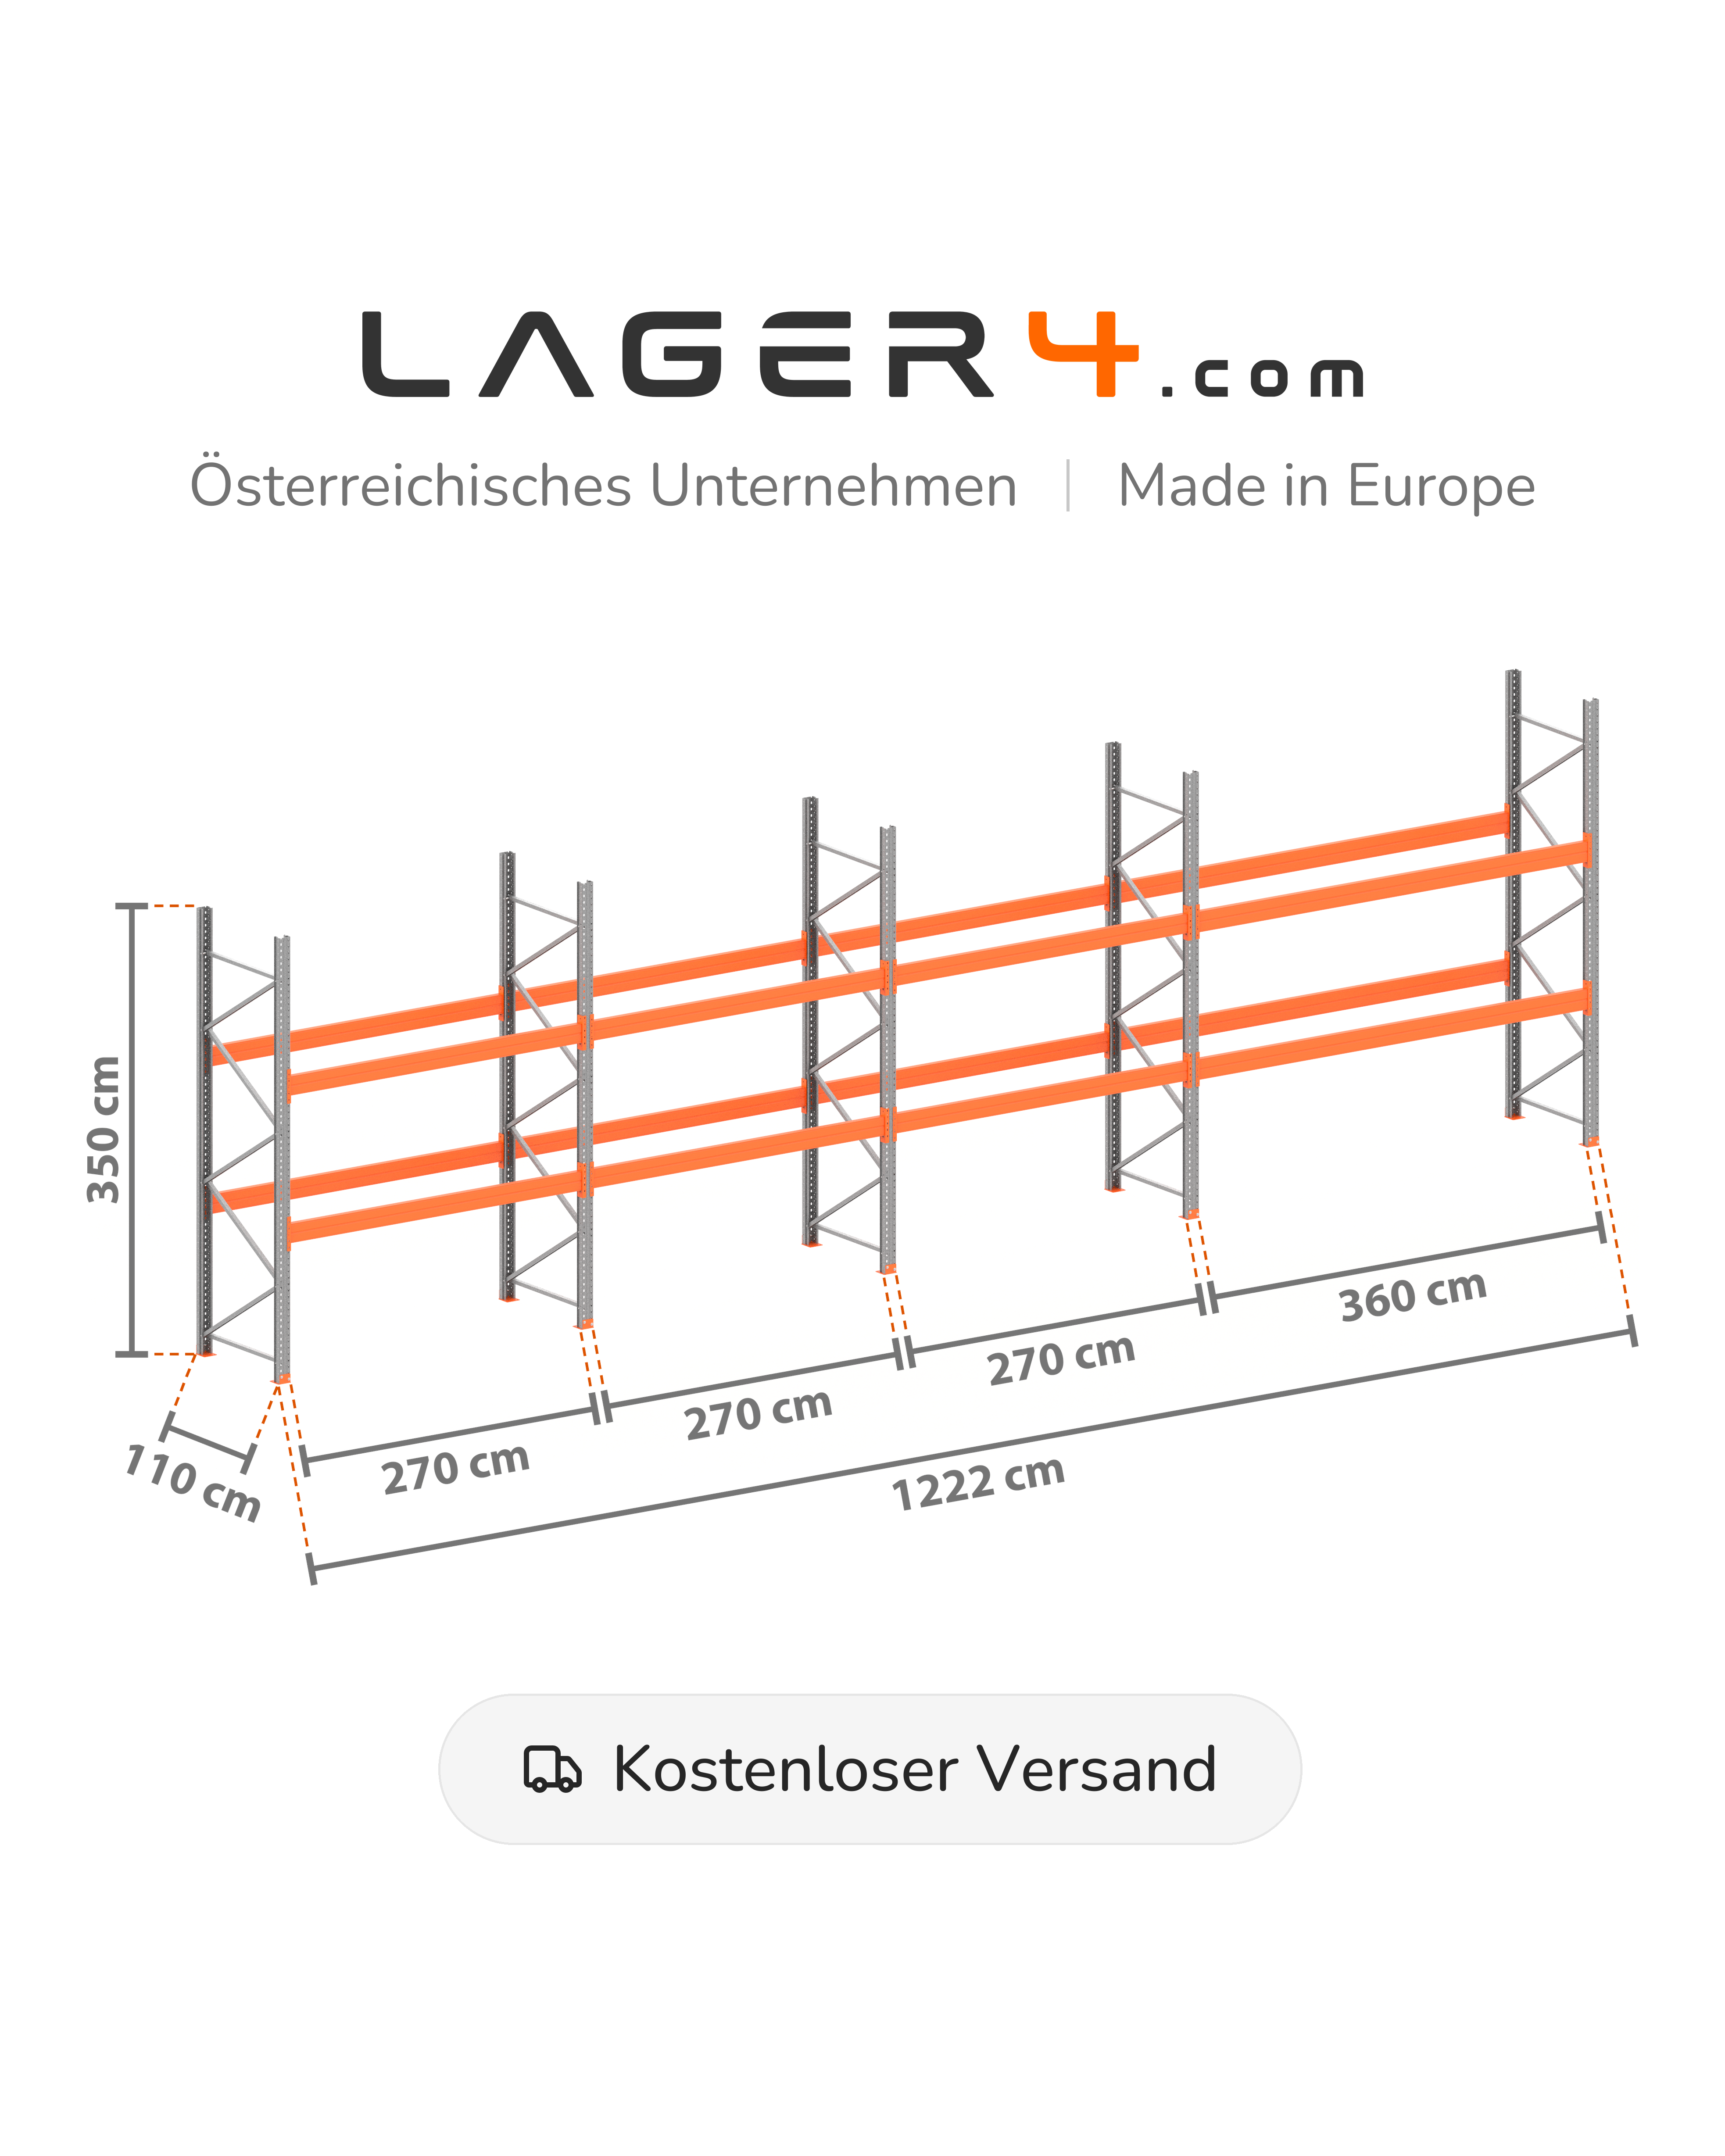 LAGER4.com
Österreichisches Unternehmen | Made in Europe
350 cm
110 cm
270 cm
270 cm
270 cm
360 cm
1222 cm
Kostenloser Versand